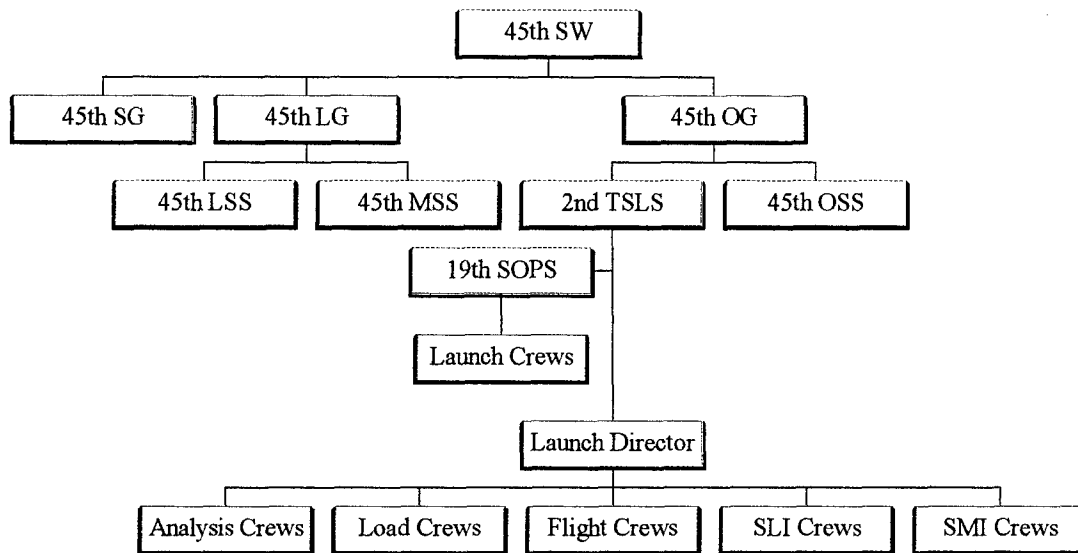 45th SW
45th SG
45th LG
45th OG
45th LSS
45th MSS
2nd TSLS
45th OSS
19th SOPS
Launch Crews
Launch Director
Analysis Crews
Load Crews
Flight Crews
SLI Crews
SMI Crews